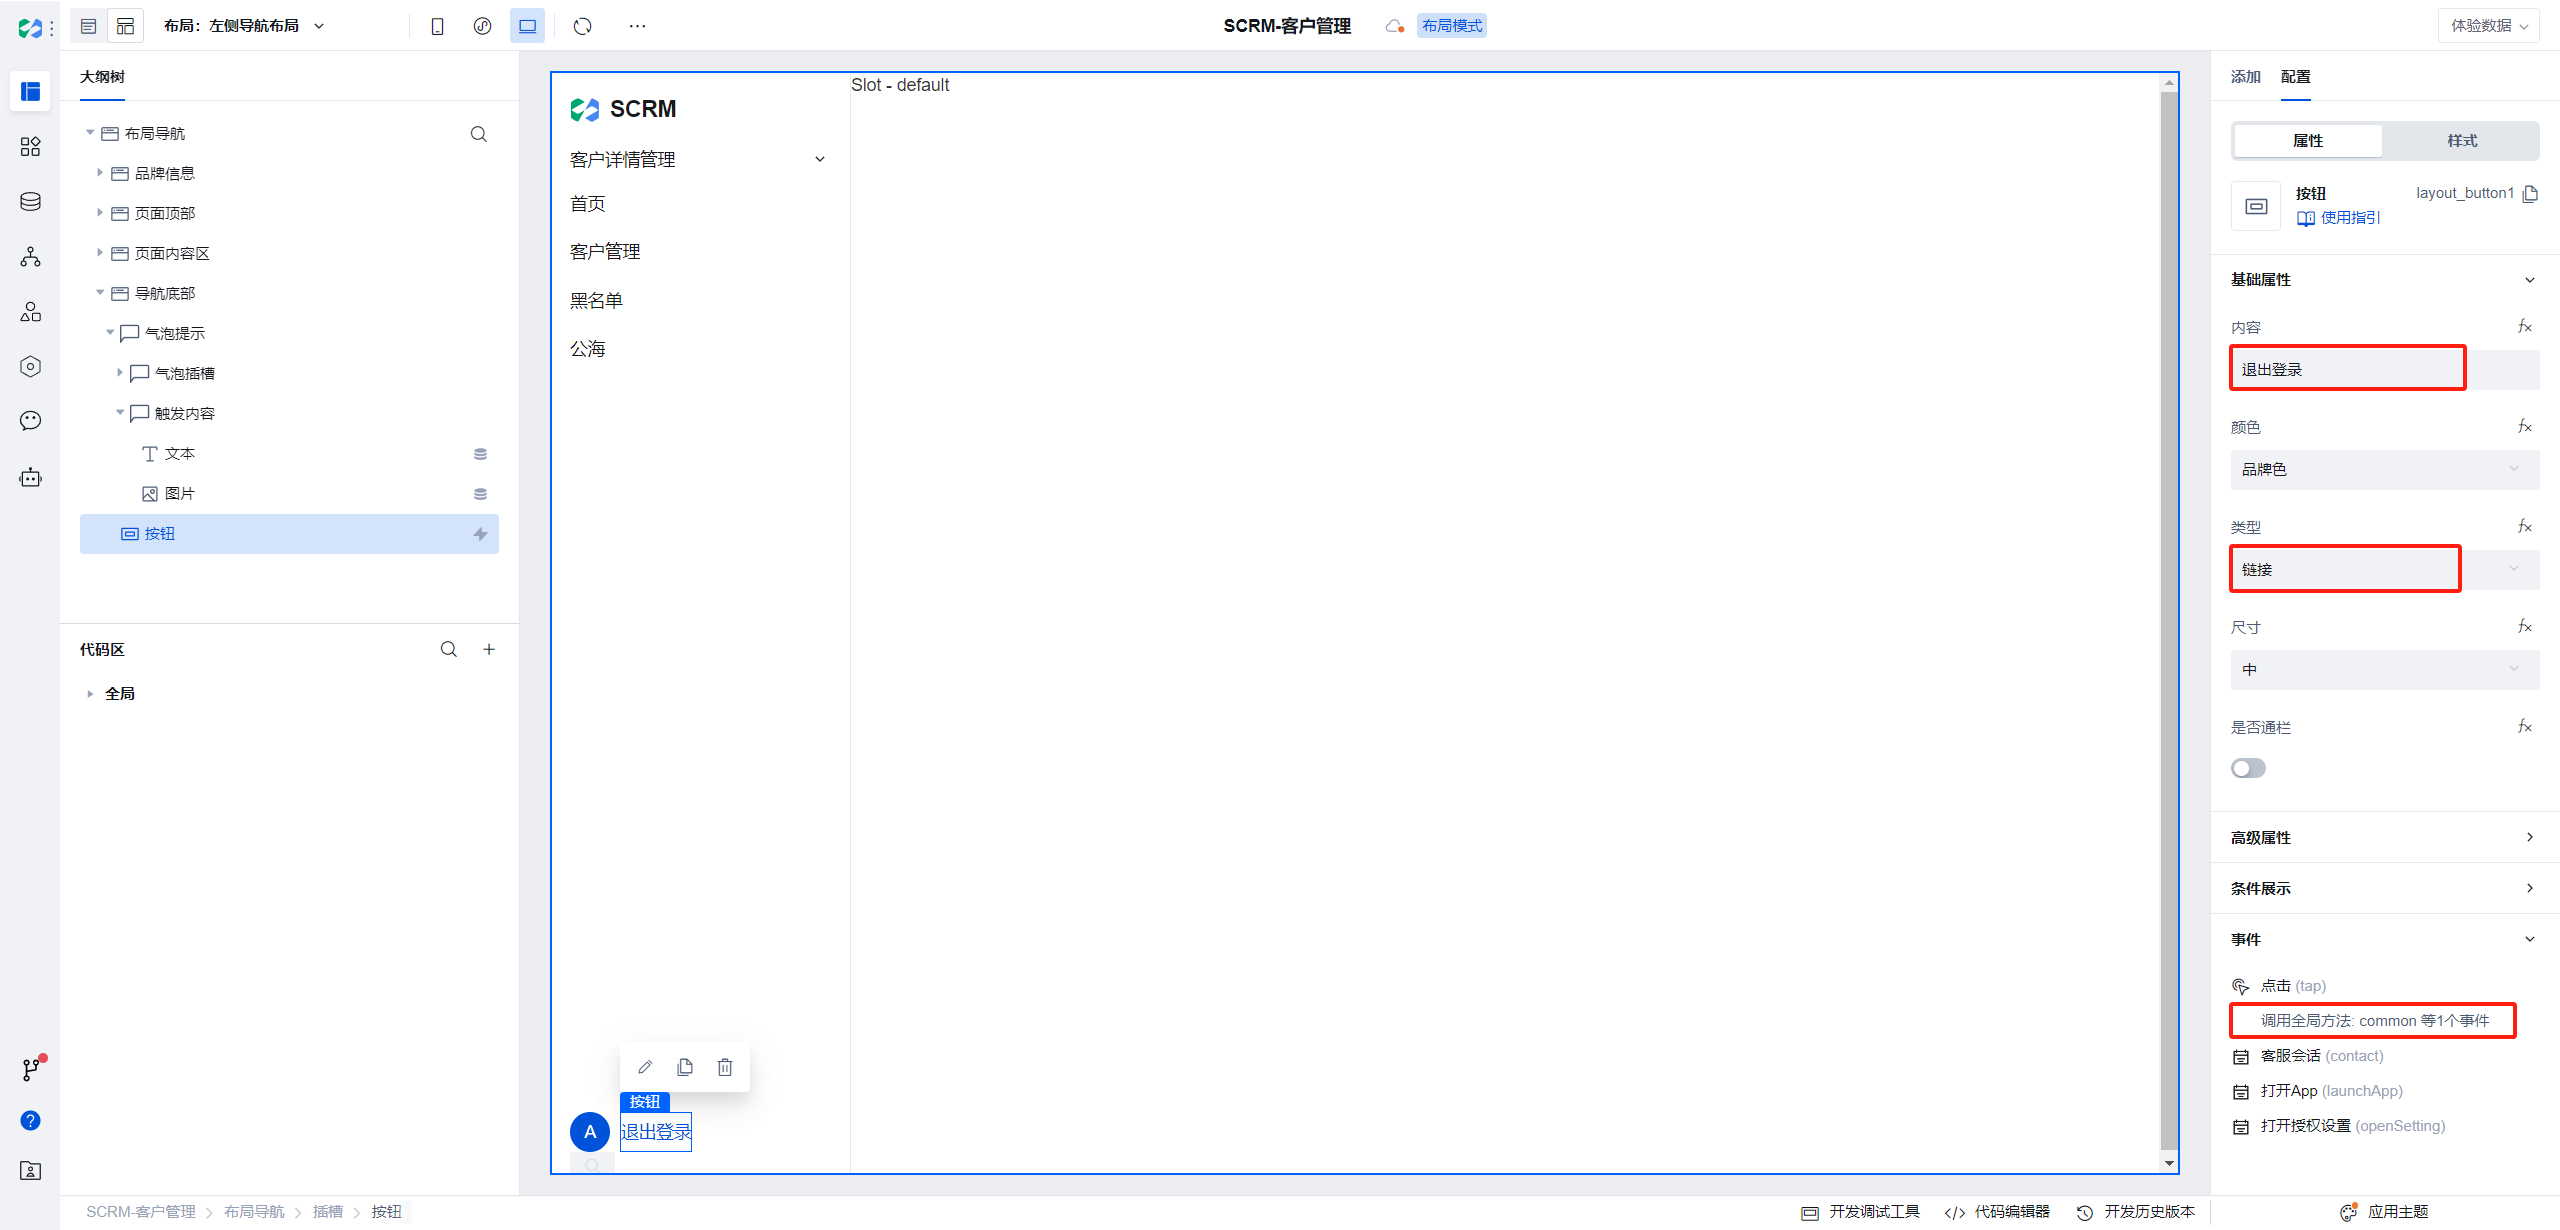 布局：左侧导航布局
SCRM-客户管理
布局模式
体验数据
大纲树
布局导航
品牌信息
页面顶部
页面内容区
导航底部
气泡提示
气泡插槽
触发内容
文本
图片
按钮
代码区
全局
SCRM
客户详情管理
首页
客户管理
黑名单
公海
Slot - default
按钮
A
退出登录
添加 配置
属性 样式
按钮 layout_button1
使用指引
基础属性
内容 fx
退出登录
颜色 fx
品牌色
类型 fx
链接
尺寸 fx
中
是否通栏 fx
高级属性
条件展示
事件
点击 (tap)
调用全局方法: common 等1个事件
客服会话 (contact)
打开App (launchApp)
打开授权设置 (openSetting)
SCRM-客户管理 > 布局导航 > 插槽 > 按钮
开发调试工具
代码编辑器
开发历史版本
应用主题